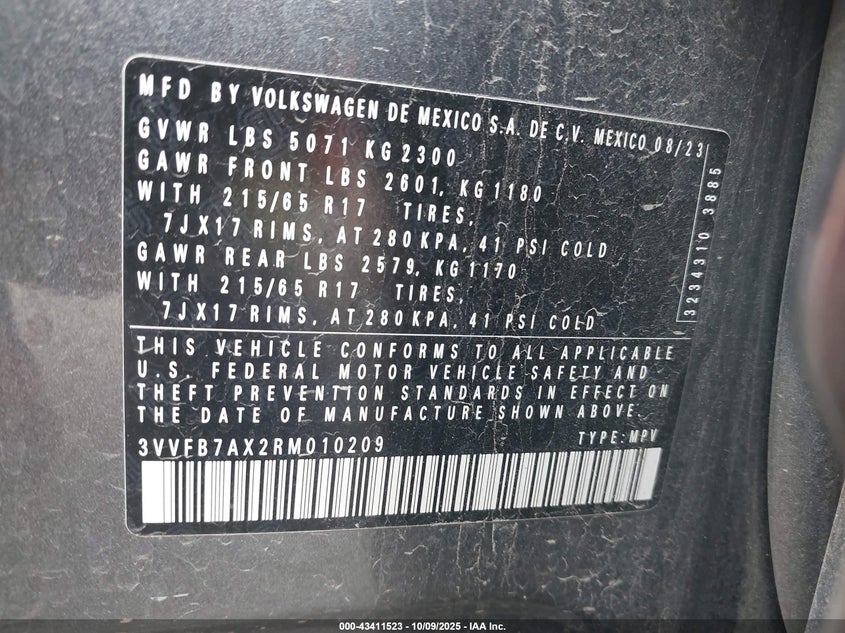 MFD BY VOLKSWAGEN DE MEXICO S.A. DE C.V. MEXICO 08/23
GVWR LBS 5071 KG 2300
GAWR FRONT LBS 2601, KG 1180
WITH 215/65 R17 TIRES,
7JX17 RIMS, AT 280 KPA, 41 PSI COLD
GAWR REAR LBS 2579, KG 1170
WITH 215/65 R17 TIRES,
7JX17 RIMS, AT 280 KPA, 41 PSI COLD
3234310 3885
THIS VEHICLE CONFORMS TO ALL APPLICABLE
U.S. FEDERAL MOTOR VEHICLE SAFETY AND
THEFT PREVENTION STANDARDS IN EFFECT ON
THE DATE OF MANUFACTURE SHOWN ABOVE.
3VVFB7AX2RM010209 TYPE: MPV
000-43411523 - 10/09/2025 - IAA Inc.